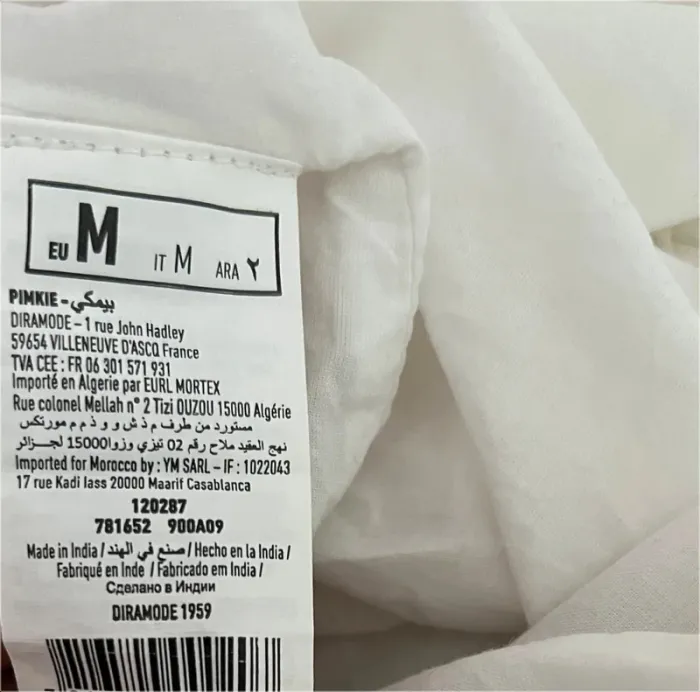 EU M IT M ARA ٢
PIMKIE - بيمكي
DIRAMODE – 1 rue John Hadley
59654 VILLENEUVE D'ASCQ France
TVA CEE : FR 06 301 571 931
Importé en Algerie par EURL MORTEX
Rue colonel Mellah n° 2 Tizi OUZOU 15000 Algérie
مستورد من طرف م ذ ش و و ذ م م مورتكس
نهج العقيد ملاح رقم 02 تيزي وزو15000 لجـــزائر
Imported for Morocco by : YM SARL – IF : 1022043
17 rue Kadi Iass 20000 Maarif Casablanca
120287
781652 900A09
Made in India / صنع في الهند / Hecho en la India /
Fabriqué en Inde / Fabricado em India /
Сделано в Индии
DIRAMODE 1959